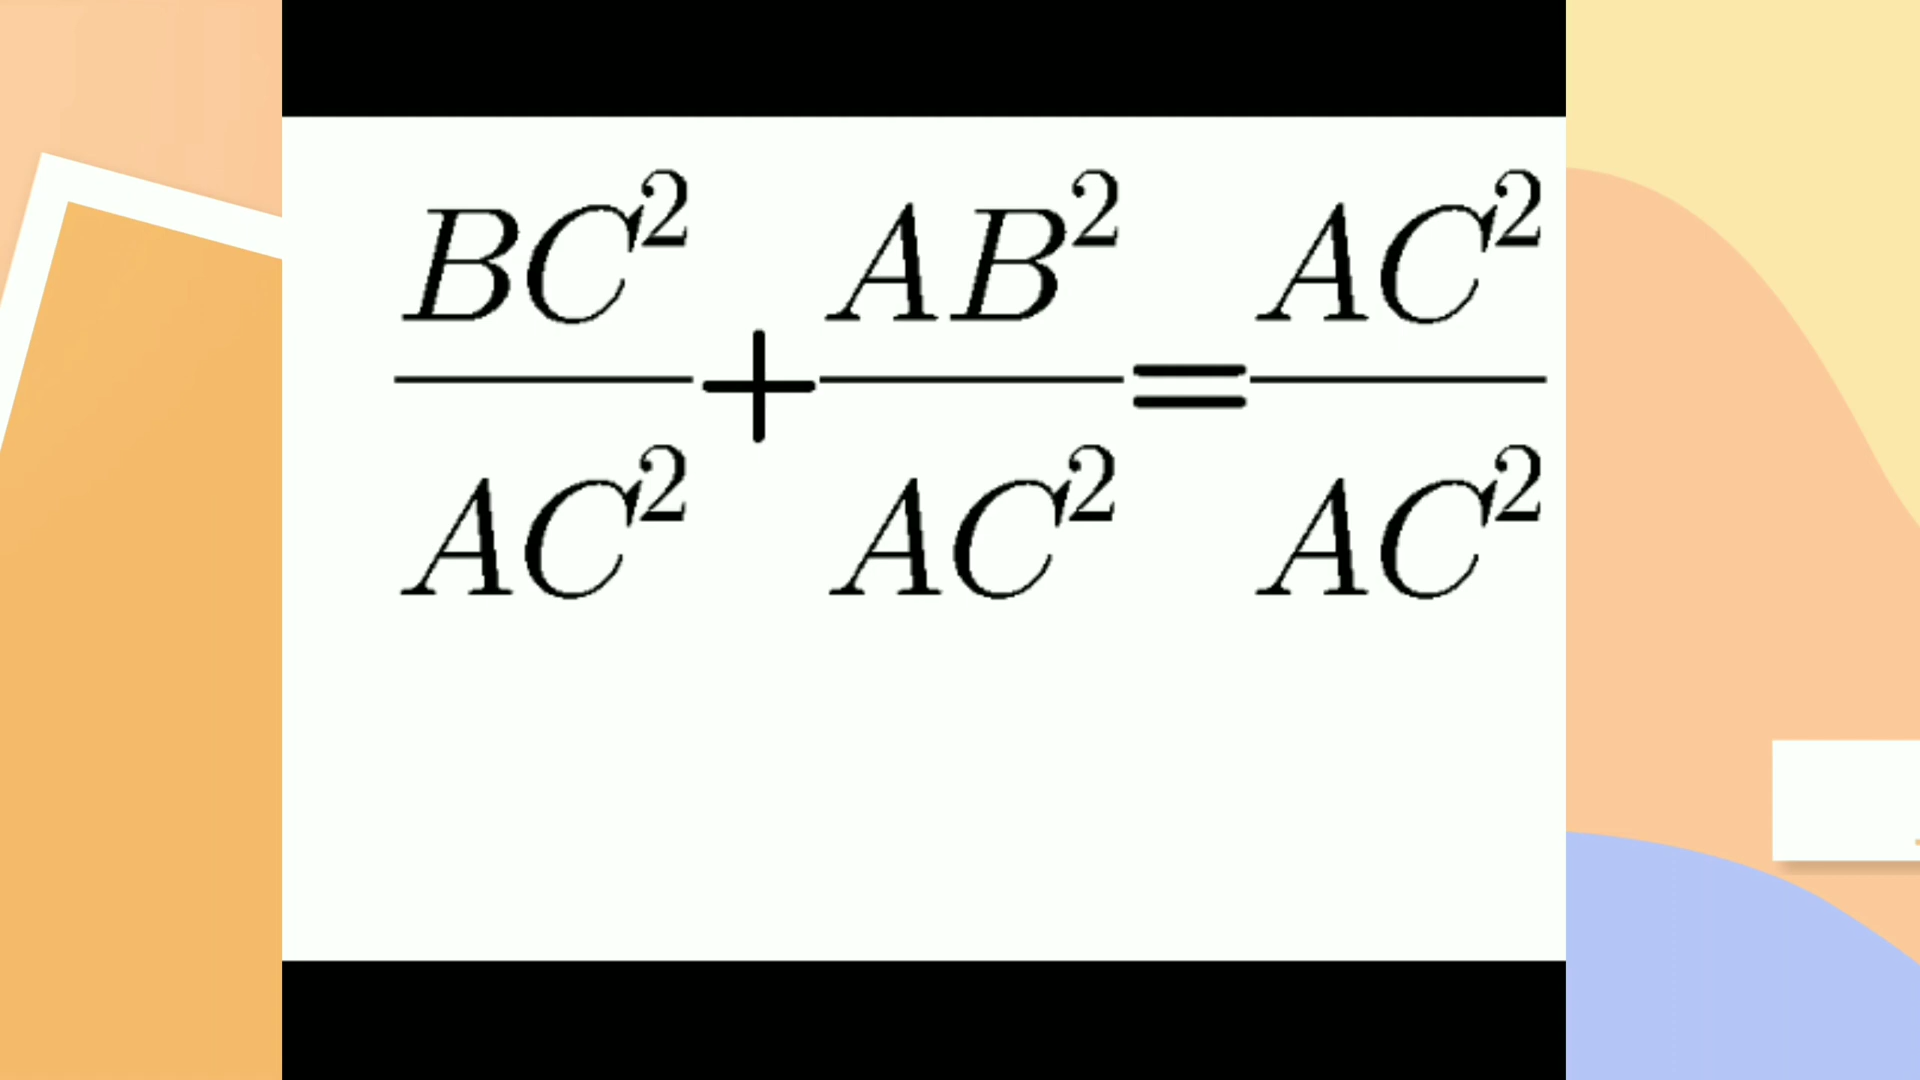 BC²/AC² + AB²/AC² = AC²/AC²